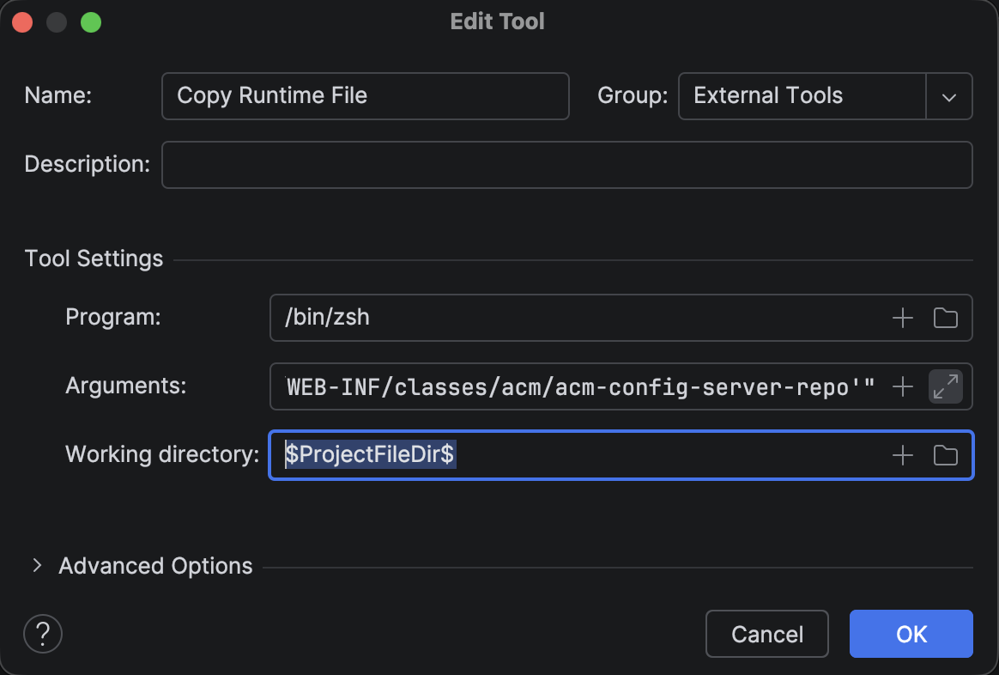 Edit Tool
Name: Copy Runtime File Group: External Tools
Description:
Tool Settings
Program: /bin/zsh
Arguments: WEB-INF/classes/acm/acm-config-server-repo'"
Working directory: $ProjectFileDir$
Advanced Options
? Cancel OK